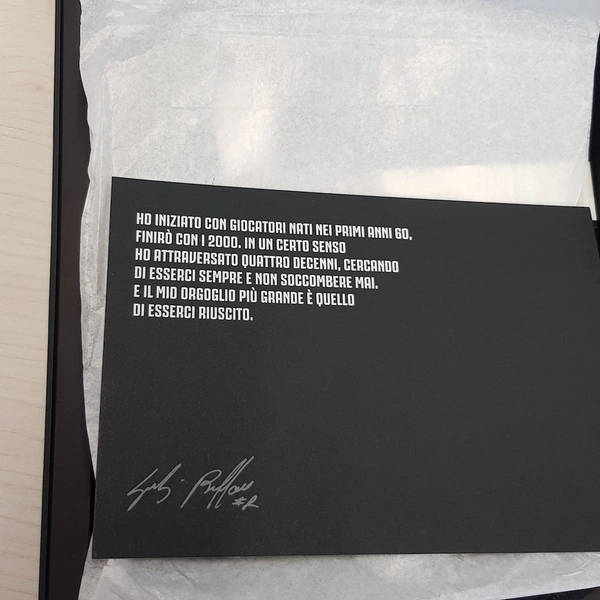 HO INIZIATO CON GIOCATORI NATI NEI PRIMI ANNI 60,
FINIRÒ CON I 2000. IN UN CERTO SENSO
HO ATTRAVERSATO QUATTRO DECENNI, CERCANDO
DI ESSERCI SEMPRE E NON SOCCOMBERE MAI.
E IL MIO ORGOGLIO PIÙ GRANDE È QUELLO
DI ESSERCI RIUSCITO.